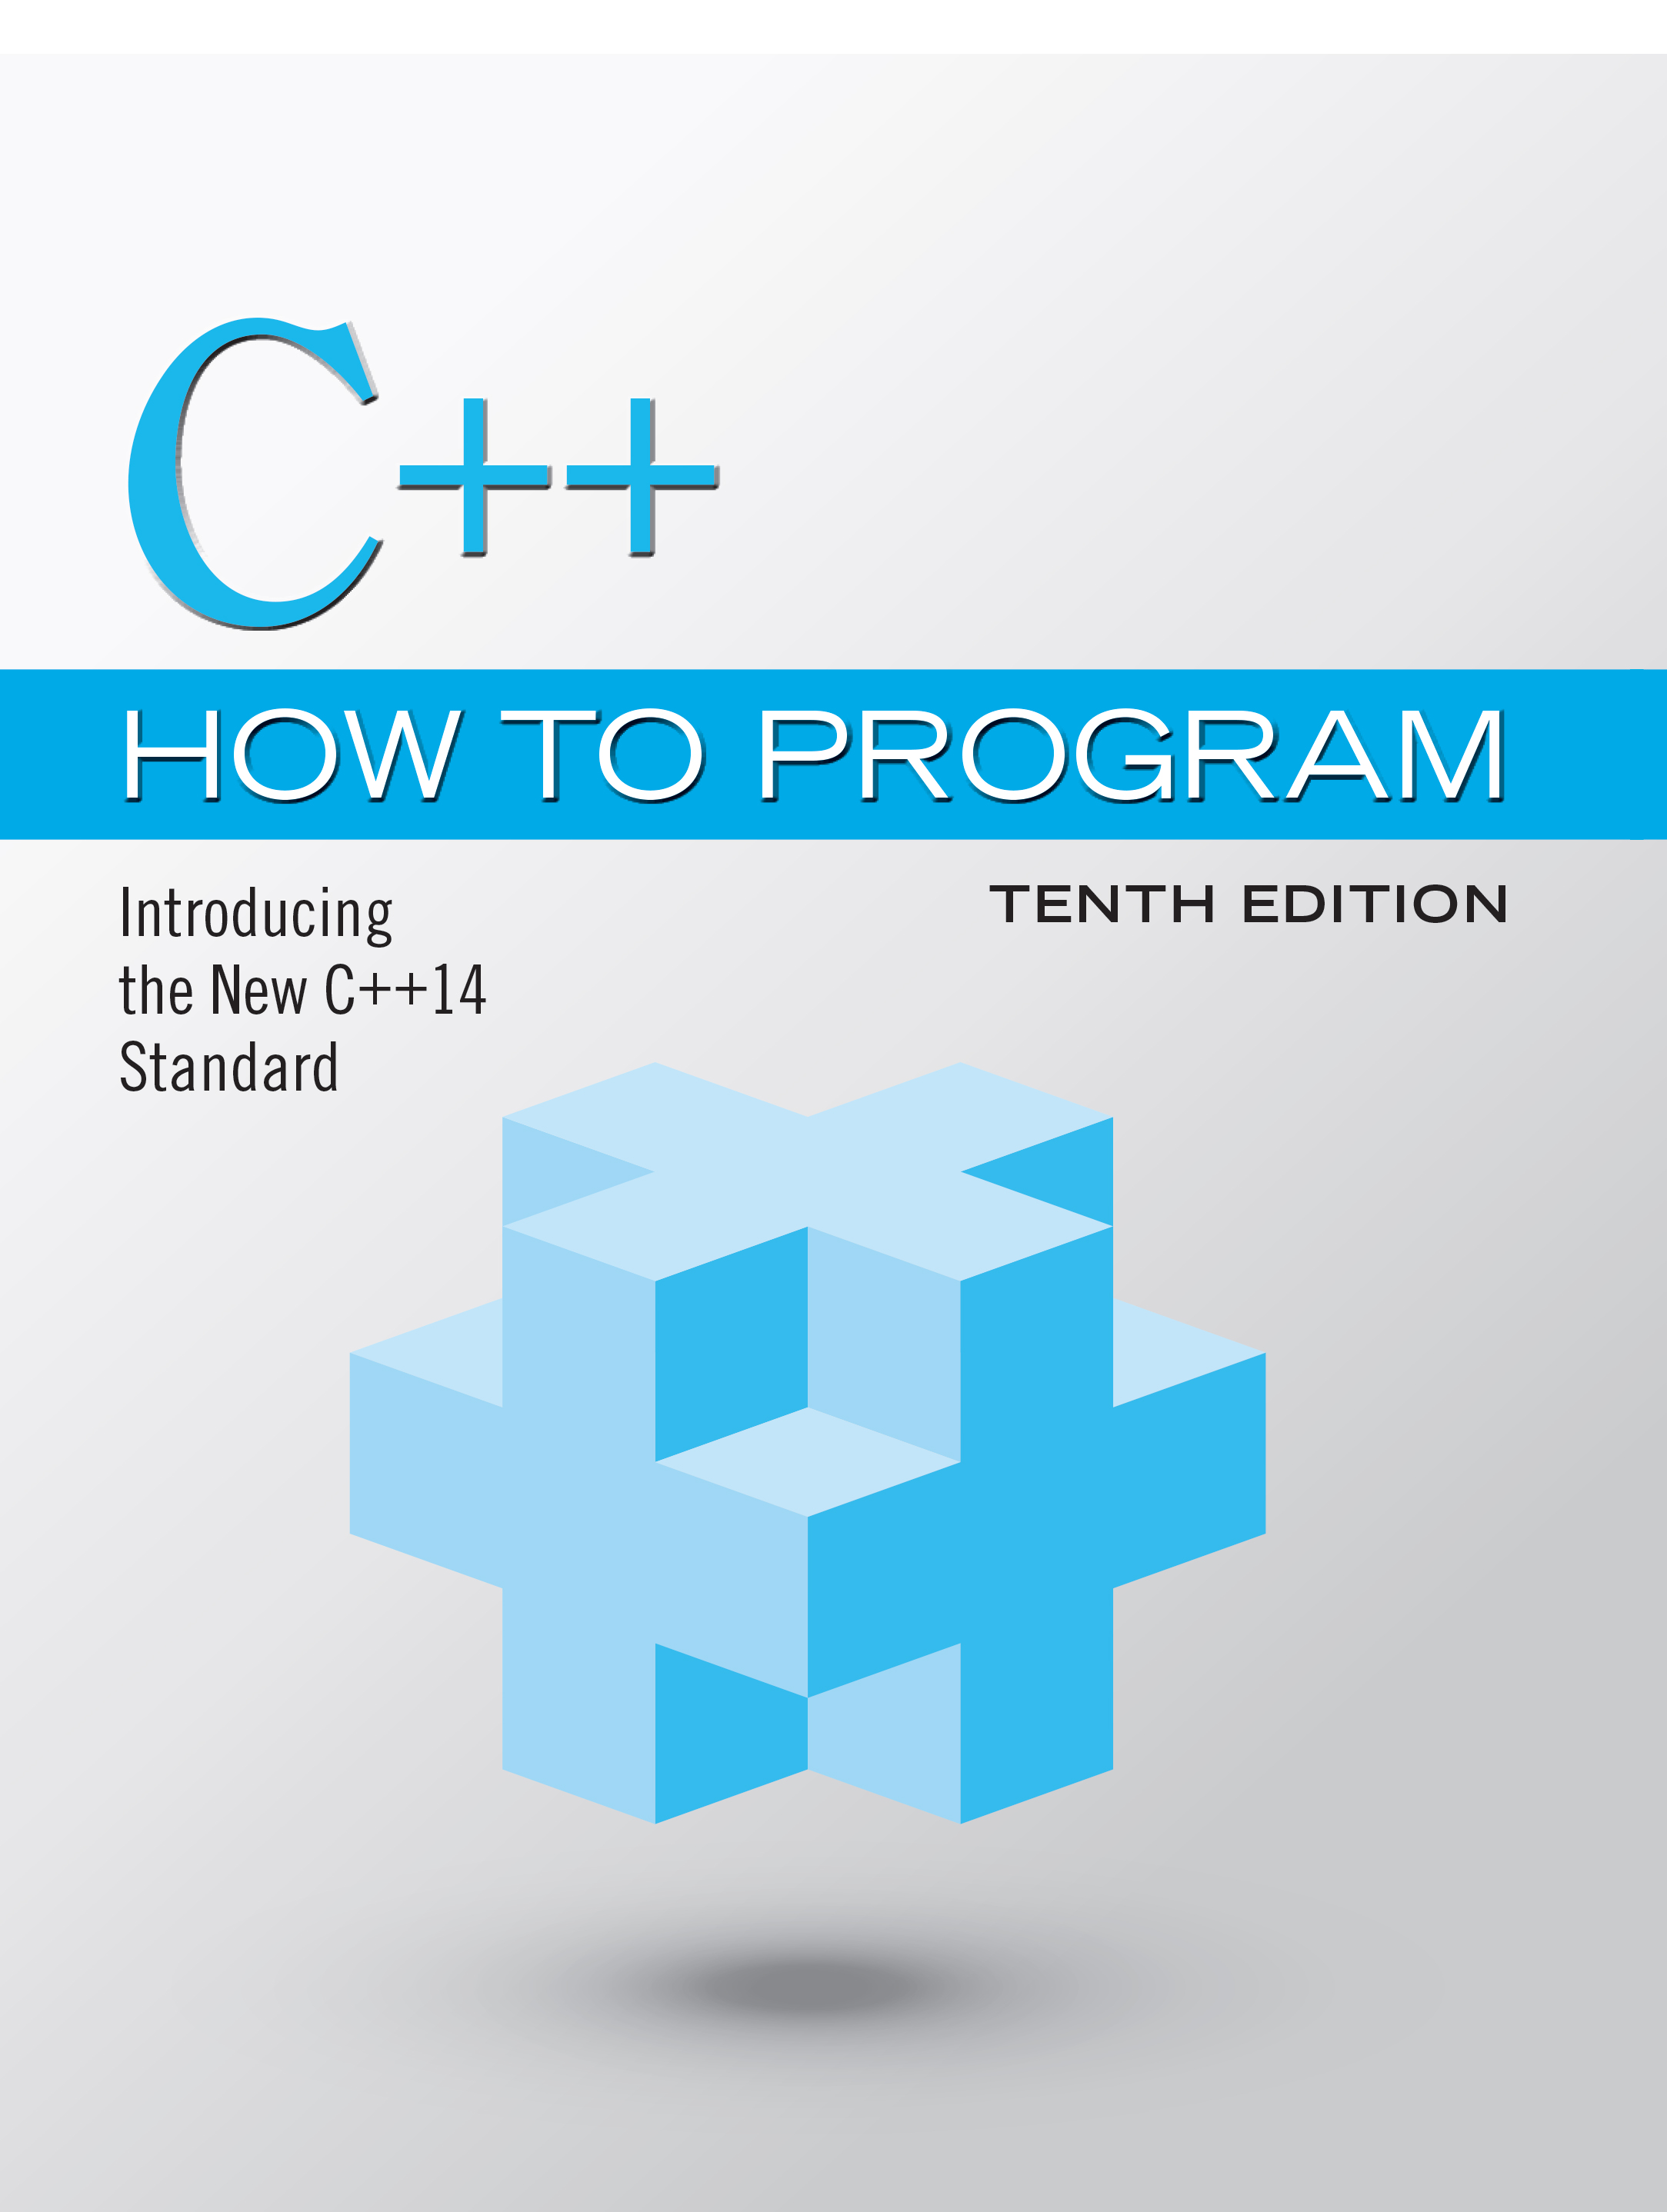 C++
HOW TO PROGRAM
TENTH EDITION
Introducing
the New C++14
Standard